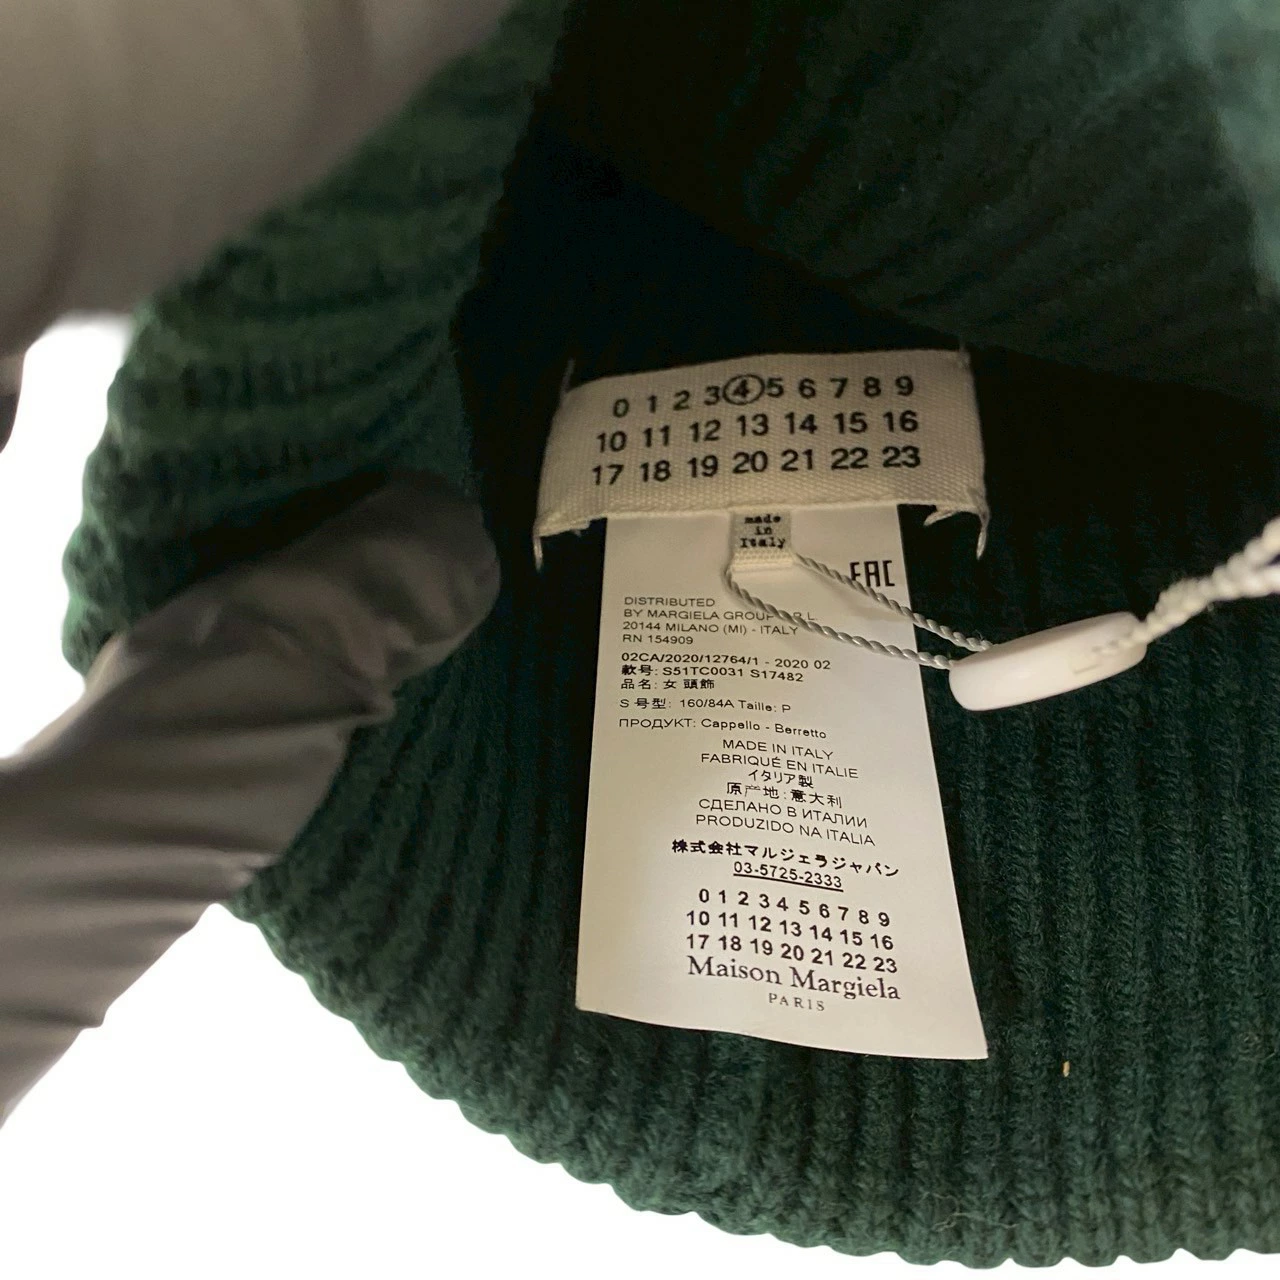 0 1 2 3 4 5 6 7 8 9
10 11 12 13 14 15 16
17 18 19 20 21 22 23
made
in
Italy
EAC
DISTRIBUTED
BY MARGIELA GROUP S.R.L.
20144 MILANO (MI) - ITALY
RN 154909
02CA/2020/12764/1 - 2020 02
款号: S51TC0031 S17482
品名: 女 頭飾
S 号型: 160/84A Taille: P
ПРОДУКТ: Cappello - Berretto
MADE IN ITALY
FABRIQUÉ EN ITALIE
イタリア製
原产地: 意大利
СДЕЛАНО В ИТАЛИИ
PRODUZIDO NA ITALIA
株式会社マルジェラジャパン
03-5725-2333
0 1 2 3 4 5 6 7 8 9
10 11 12 13 14 15 16
17 18 19 20 21 22 23
Maison Margiela
PARIS